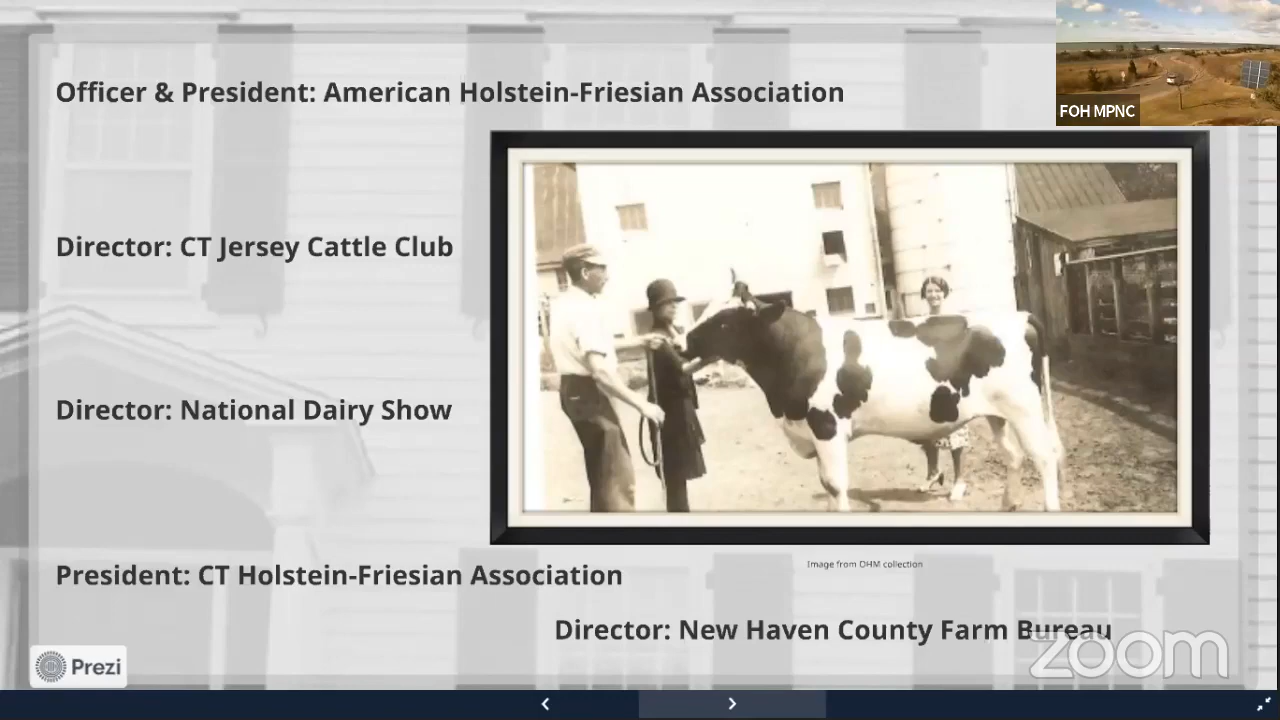 Officer & President: American Holstein-Friesian Association
FOH MPNC
Director: CT Jersey Cattle Club
Director: National Dairy Show
Image from OHM collection
President: CT Holstein-Friesian Association
Director: New Haven County Farm Bureau
zoom
Prezi